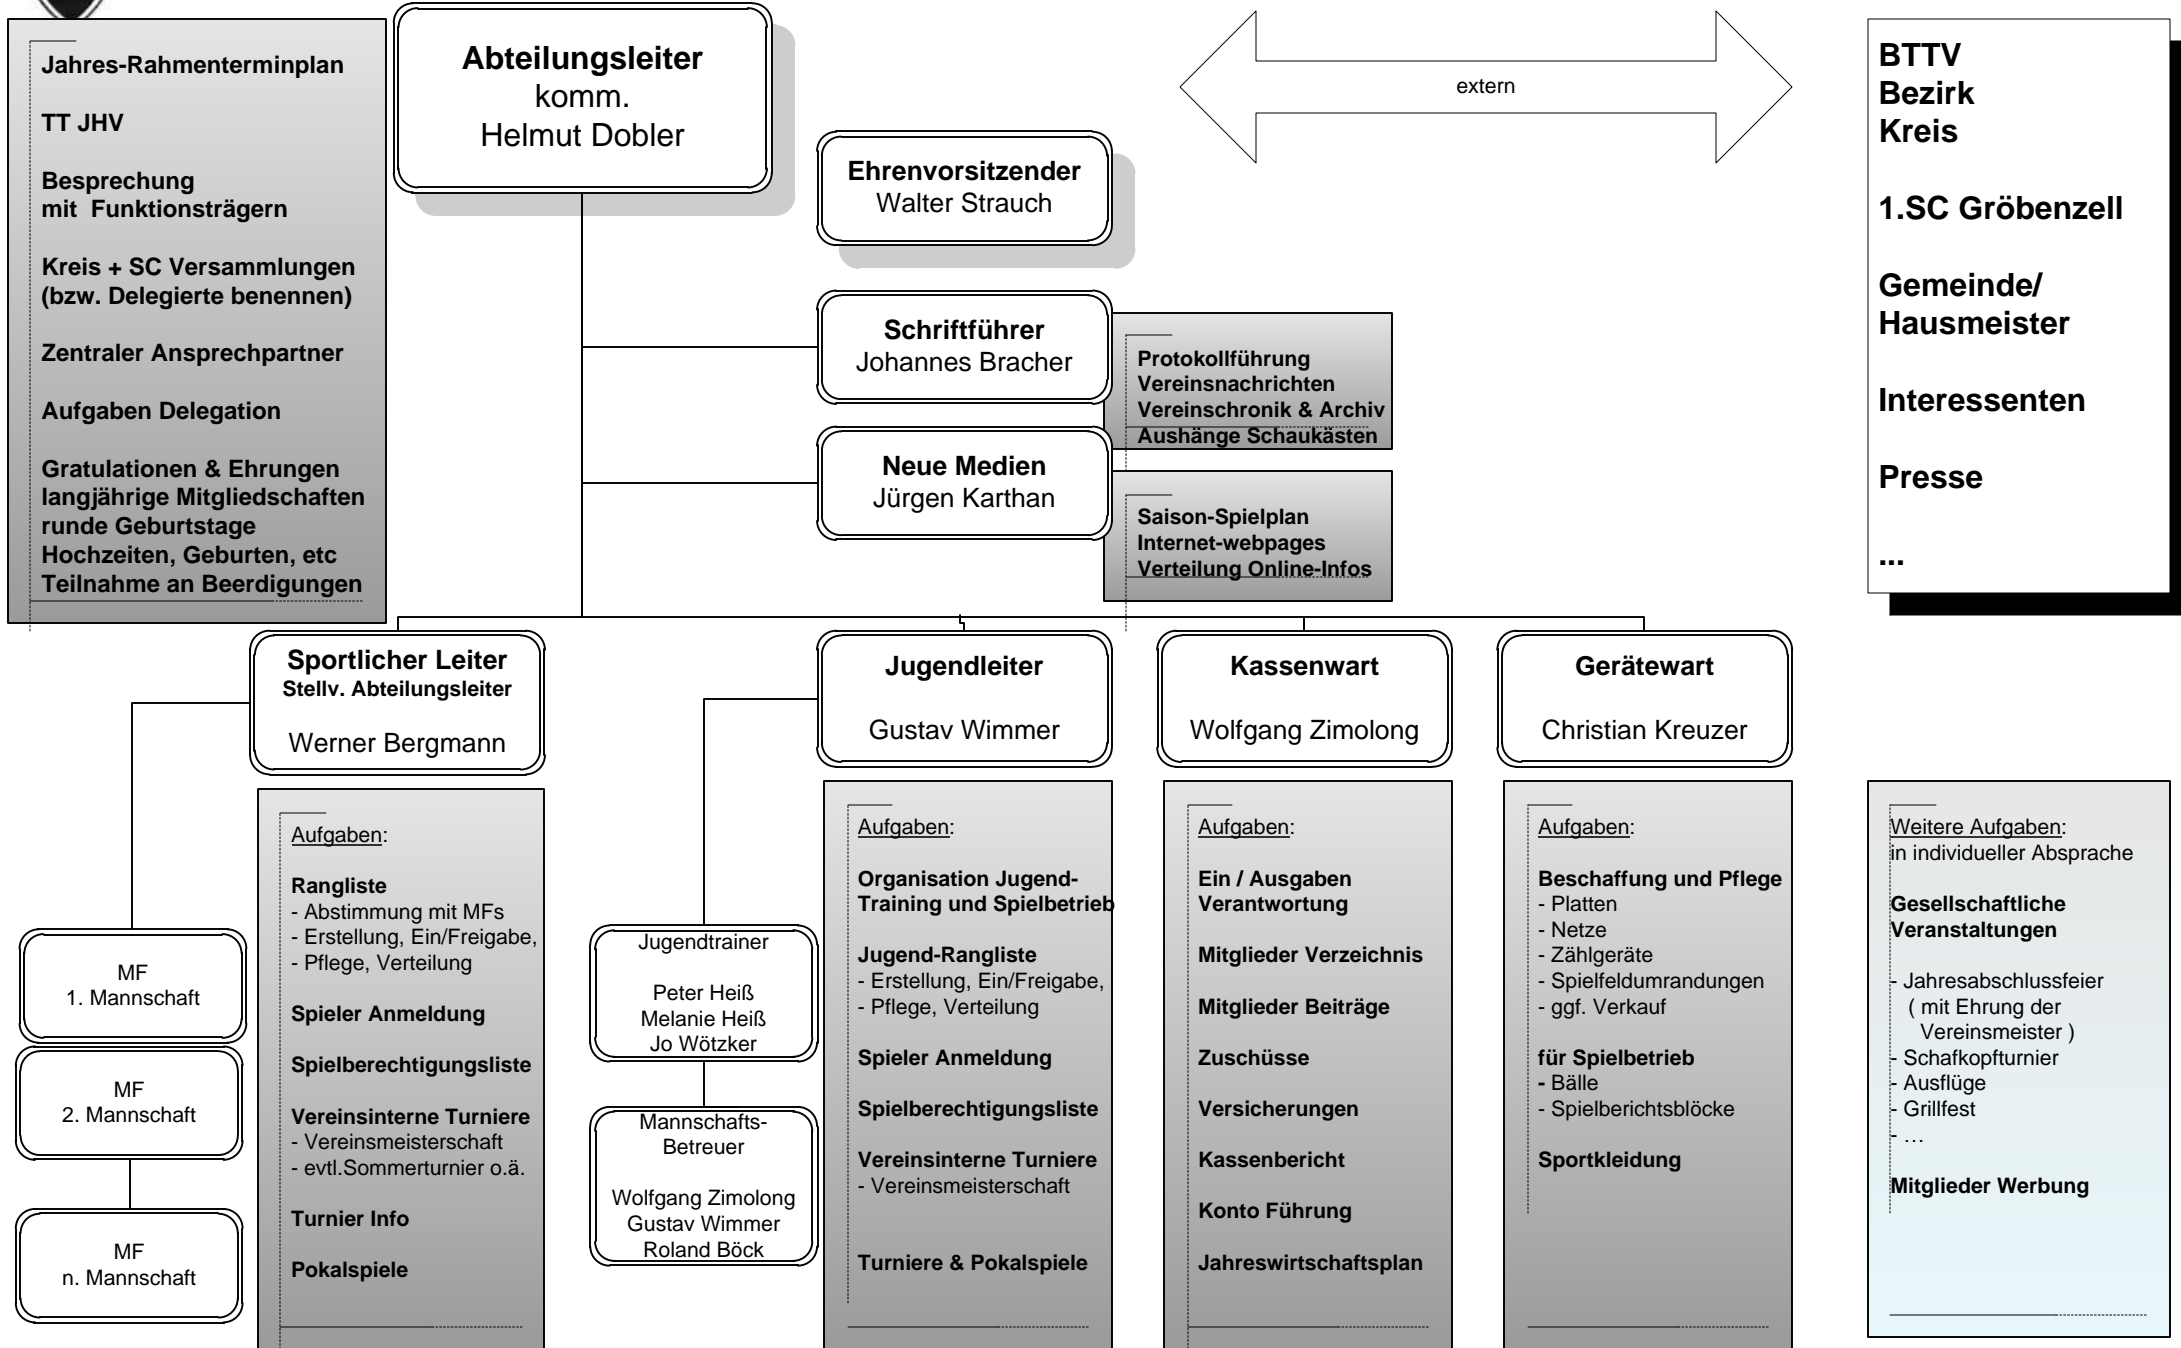 Jahres-Rahmenterminplan
TT JHV
Besprechung
mit  Funktionsträgern
Kreis + SC Versammlungen
(bzw. Delegierte benennen)
Zentraler Ansprechpartner
Aufgaben Delegation
Gratulationen & Ehrungen
langjährige Mitgliedschaften
runde Geburtstage
Hochzeiten, Geburten, etc
Teilnahme an Beerdigungen
Abteilungsleiter
komm.
Helmut Dobler
extern
BTTV
Bezirk
Kreis
1.SC Gröbenzell
Gemeinde/
Hausmeister
Interessenten
Presse
...
Ehrenvorsitzender
Walter Strauch
Schriftführer
Johannes Bracher
Protokollführung
Vereinsnachrichten
Vereinschronik & Archiv
Aushänge Schaukästen
Neue Medien
Jürgen Karthan
Saison-Spielplan
Internet-webpages
Verteilung Online-Infos
Sportlicher Leiter
Stellv. Abteilungsleiter
Werner Bergmann
Jugendleiter
Gustav Wimmer
Kassenwart
Wolfgang Zimolong
Gerätewart
Christian Kreuzer
MF
1. Mannschaft
MF
2. Mannschaft
MF
n. Mannschaft
Aufgaben:
Rangliste
- Abstimmung mit MFs
- Erstellung, Ein/Freigabe,
- Pflege, Verteilung
Spieler Anmeldung
Spielberechtigungsliste
Vereinsinterne Turniere
- Vereinsmeisterschaft
- evtl.Sommerturnier o.ä.
Turnier Info
Pokalspiele
Jugendtrainer
Peter Heiß
Melanie Heiß
Jo Wötzker
Mannschafts-
Betreuer
Wolfgang Zimolong
Gustav Wimmer
Roland Böck
Aufgaben:
Organisation Jugend-
Training und Spielbetrieb
Jugend-Rangliste
- Erstellung, Ein/Freigabe,
- Pflege, Verteilung
Spieler Anmeldung
Spielberechtigungsliste
Vereinsinterne Turniere
- Vereinsmeisterschaft
Turniere & Pokalspiele
Aufgaben:
Ein / Ausgaben
Verantwortung
Mitglieder Verzeichnis
Mitglieder Beiträge
Zuschüsse
Versicherungen
Kassenbericht
Konto Führung
Jahreswirtschaftsplan
Aufgaben:
Beschaffung und Pflege
- Platten
- Netze
- Zählgeräte
- Spielfeldumrandungen
- ggf. Verkauf
für Spielbetrieb
- Bälle
- Spielberichtsblöcke
Sportkleidung
Weitere Aufgaben:
in individueller Absprache
Gesellschaftliche
Veranstaltungen
- Jahresabschlussfeier
( mit Ehrung der
Vereinsmeister )
- Schafkopfturnier
- Ausflüge
- Grillfest
- …
Mitglieder Werbung